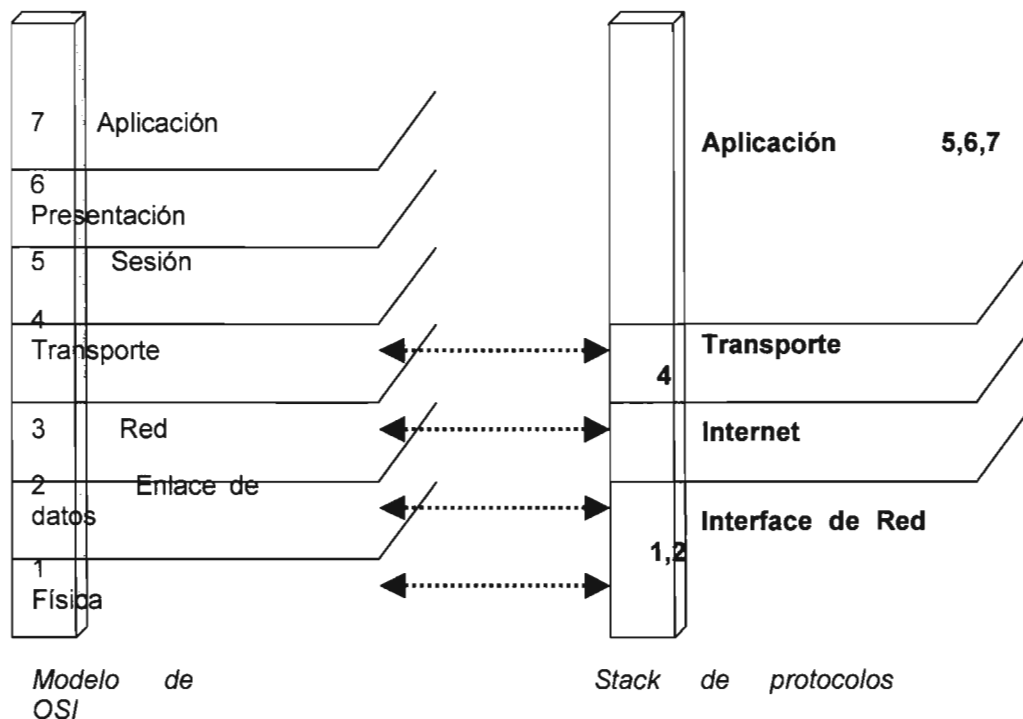 7 Aplicación
6
Presentación
5 Sesión
4
Transporte
3 Red
2 Enlace de
datos
1
Física
Modelo de
OSI
Aplicación 5,6,7
Transporte
4
Internet
Interface de Red
1,2
Stack de protocolos